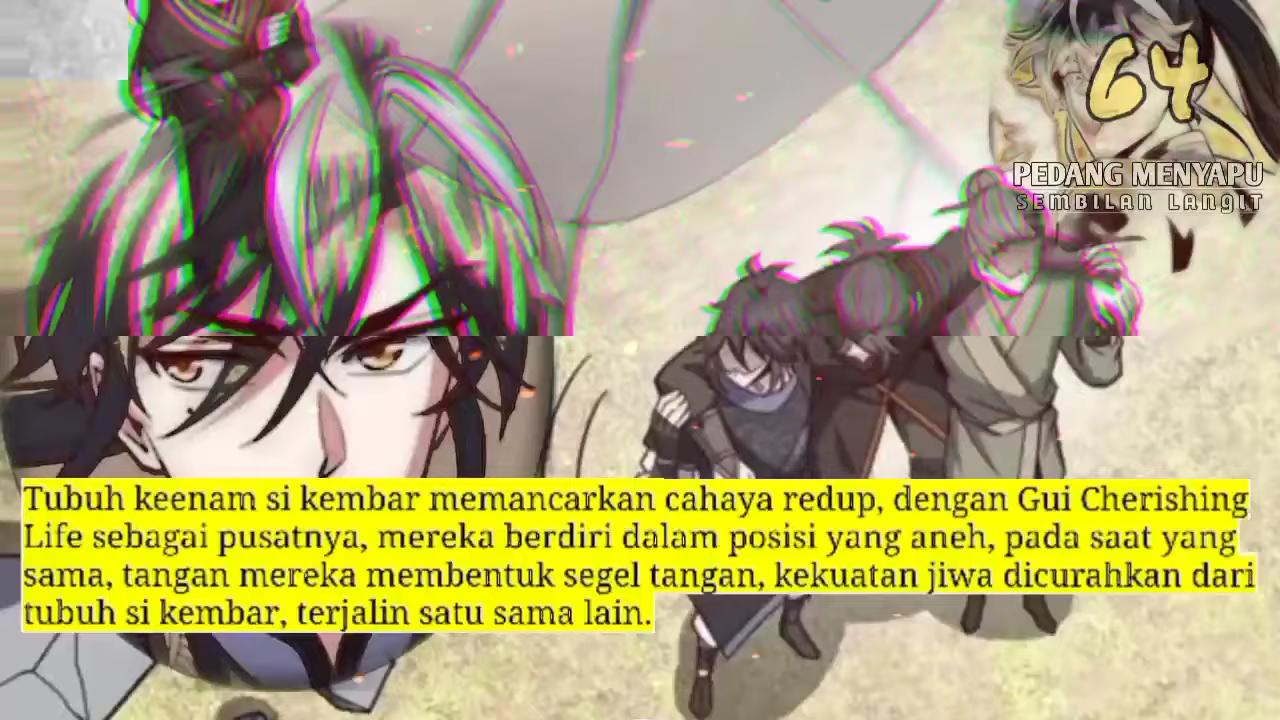 64
PEDANG MENYAPU
SEMBILAN LANGIT
Tubuh keenam si kembar memancarkan cahaya redup, dengan Gui Cherishing
Life sebagai pusatnya, mereka berdiri dalam posisi yang aneh, pada saat yang
sama, tangan mereka membentuk segel tangan, kekuatan jiwa dicurahkan dari
tubuh si kembar, terjalin satu sama lain.